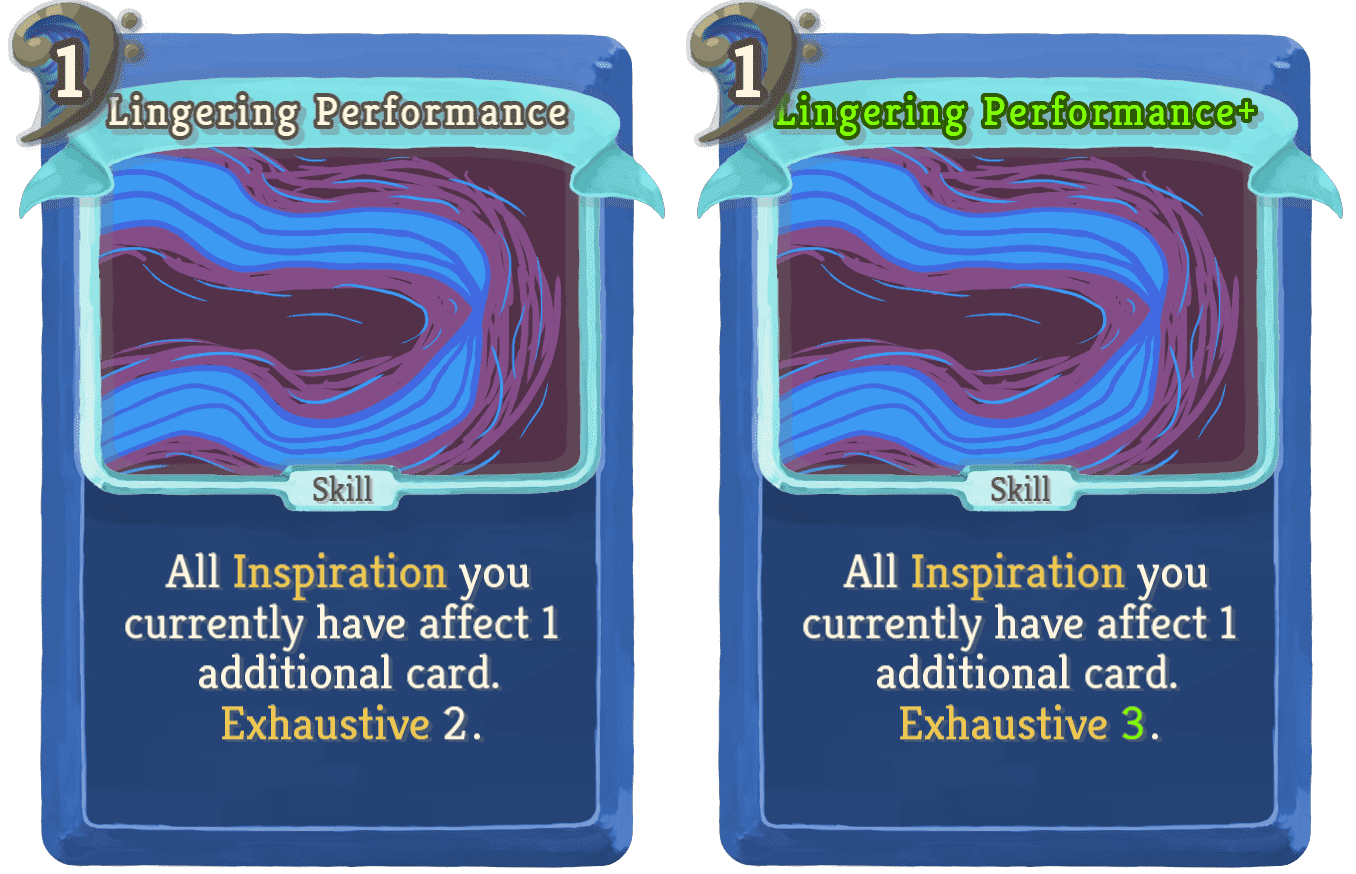 1
Lingering Performance
Skill
All Inspiration you
currently have affect 1
additional card.
Exhaustive 2.
1
Lingering Performance+
Skill
All Inspiration you
currently have affect 1
additional card.
Exhaustive 3.